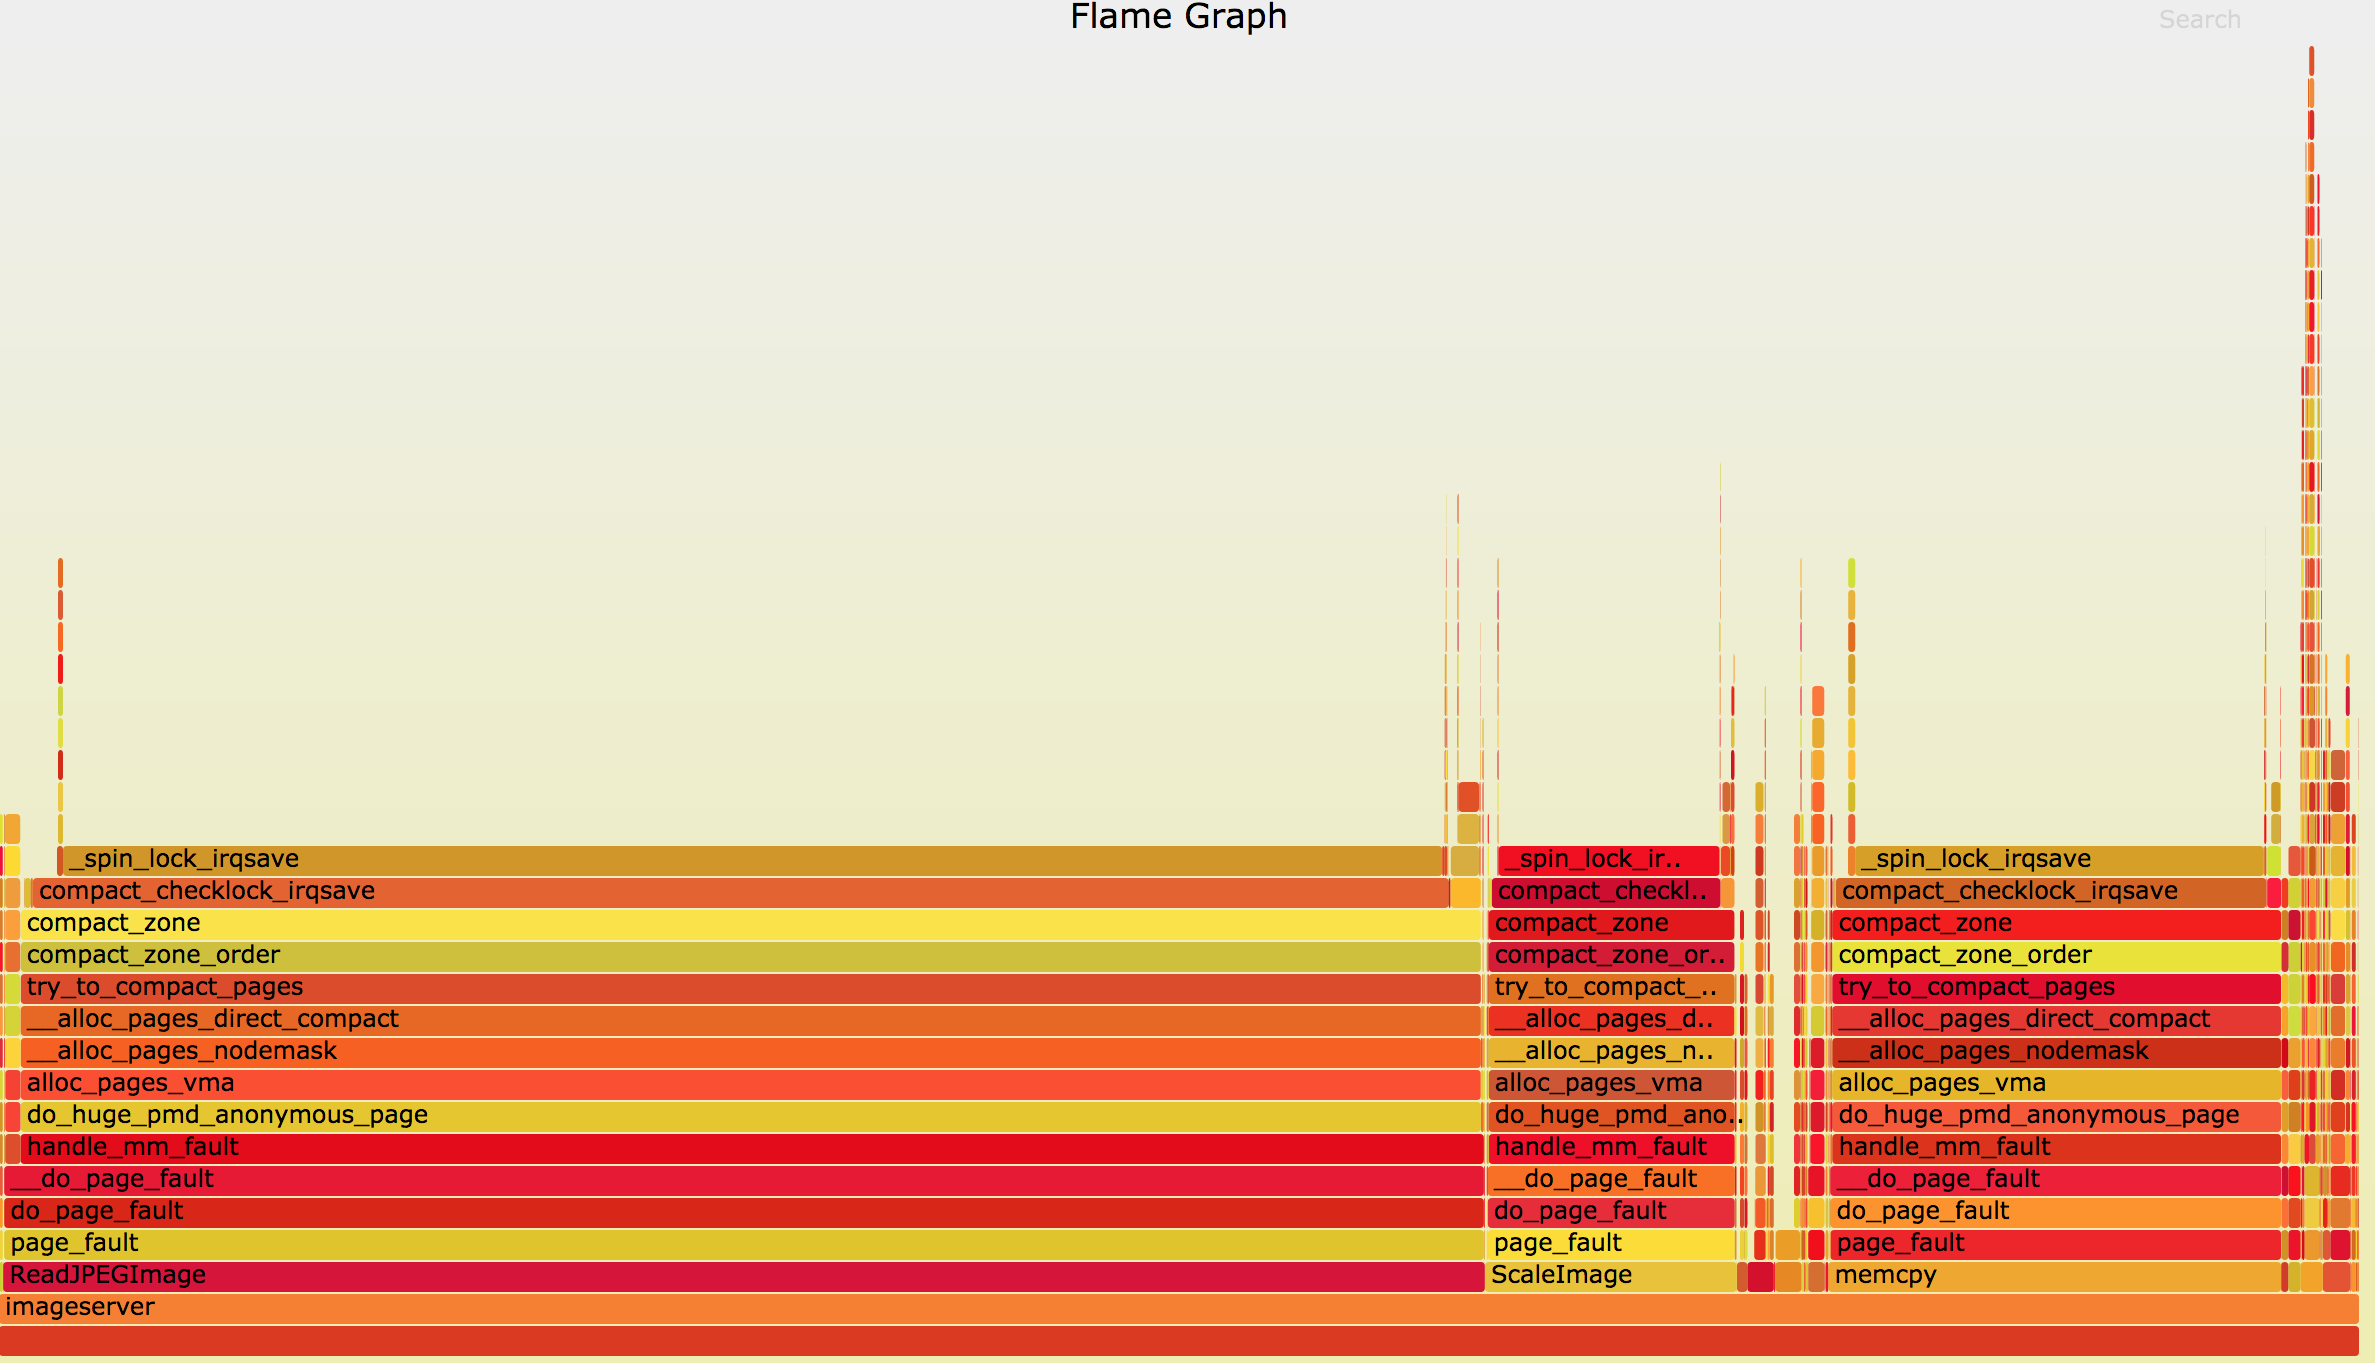 Flame Graph
Search
_spin_lock_irqsave
_spin_lock_ir..
_spin_lock_irqsave
compact_checklock_irqsave
compact_checkl..
compact_checklock_irqsave
compact_zone
compact_zone
compact_zone
compact_zone_order
compact_zone_or..
compact_zone_order
try_to_compact_pages
try_to_compact_..
try_to_compact_pages
__alloc_pages_direct_compact
__alloc_pages_d..
__alloc_pages_direct_compact
__alloc_pages_nodemask
__alloc_pages_n..
__alloc_pages_nodemask
alloc_pages_vma
alloc_pages_vma
alloc_pages_vma
do_huge_pmd_anonymous_page
do_huge_pmd_ano..
do_huge_pmd_anonymous_page
handle_mm_fault
handle_mm_fault
handle_mm_fault
__do_page_fault
__do_page_fault
__do_page_fault
do_page_fault
do_page_fault
do_page_fault
page_fault
page_fault
page_fault
ReadJPEGImage
ScaleImage
memcpy
imageserver